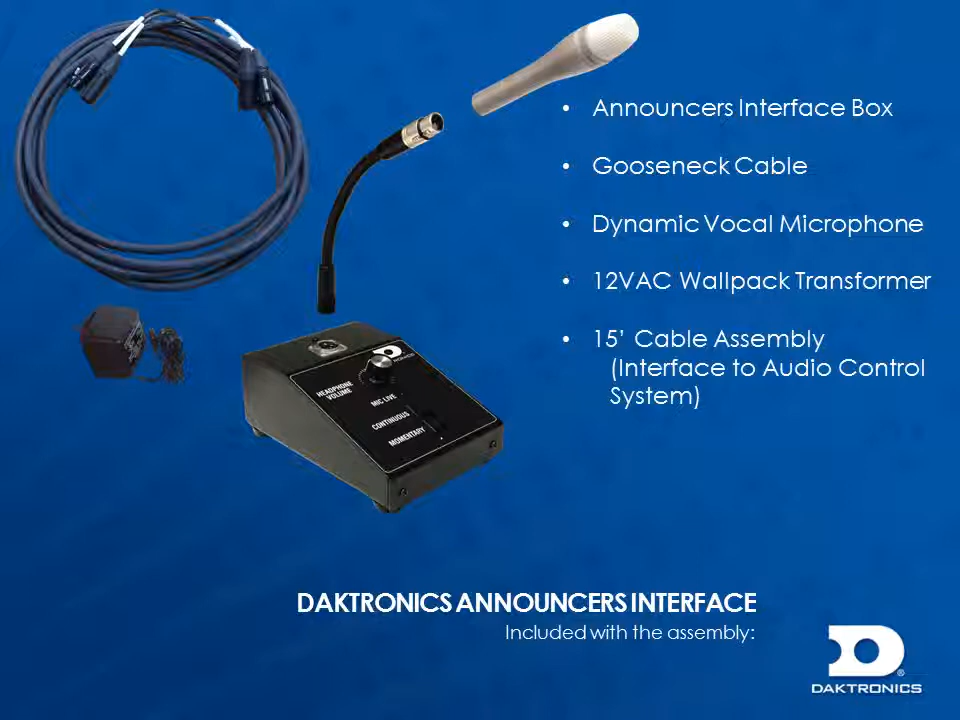 • Announcers Interface Box
• Gooseneck Cable
• Dynamic Vocal Microphone
• 12VAC Wallpack Transformer
• 15’ Cable Assembly
(Interface to Audio Control
System)
HEADPHONE
VOLUME
MIC LIVE
CONTINUOUS
MOMENTARY
DAKTRONICS ANNOUNCERS INTERFACE
Included with the assembly:
®
DAKTRONICS